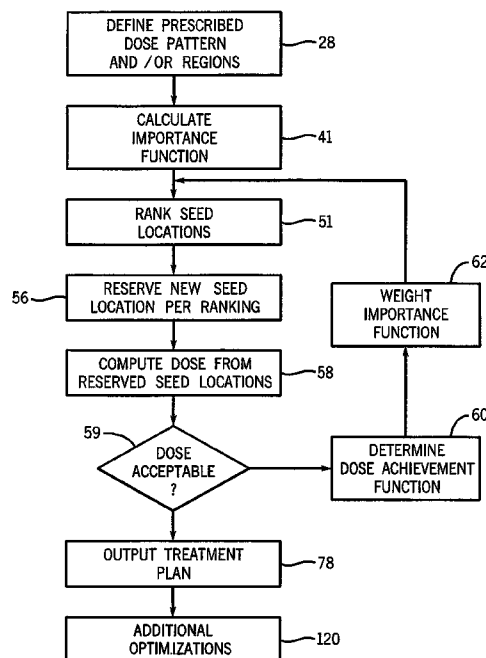 DEFINE PRESCRIBED
DOSE PATTERN
AND /OR REGIONS
28
CALCULATE
IMPORTANCE
FUNCTION
41
RANK SEED
LOCATIONS
51
56
RESERVE NEW SEED
LOCATION PER RANKING
62
WEIGHT
IMPORTANCE
FUNCTION
COMPUTE DOSE FROM
RESERVED SEED LOCATIONS
58
59
DOSE
ACCEPTABLE
?
60
DETERMINE
DOSE ACHIEVEMENT
FUNCTION
OUTPUT TREATMENT
PLAN
78
ADDITIONAL
OPTIMIZATIONS
120